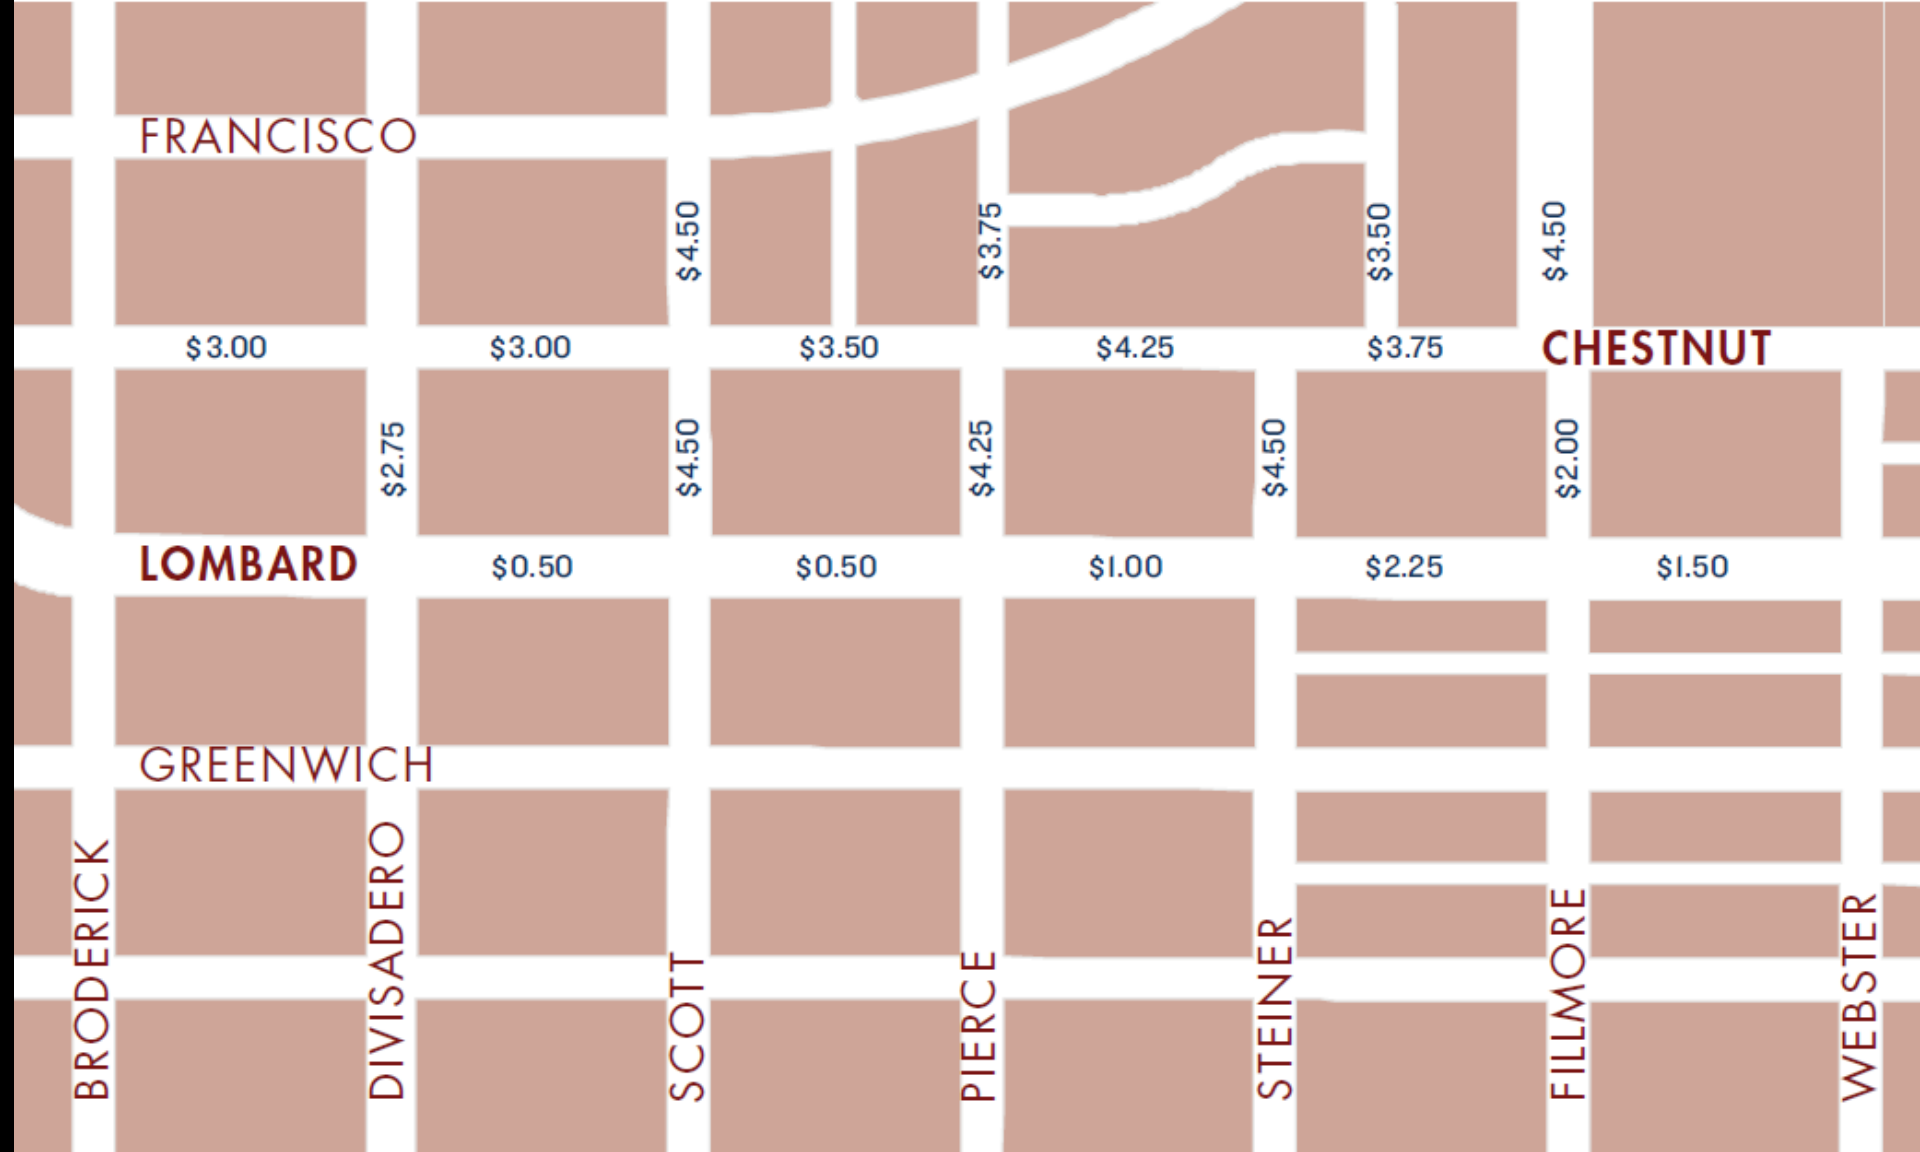 FRANCISCO
$4.50
$3.75
$3.50
$4.50
$3.00
$3.00
$3.50
$4.25
$3.75
CHESTNUT
$2.75
$4.50
$4.25
$4.50
$2.00
LOMBARD
$0.50
$0.50
$1.00
$2.25
$1.50
GREENWICH
BRODERICK
DIVISADERO
SCOTT
PIERCE
STEINER
FILLMORE
WEBSTER